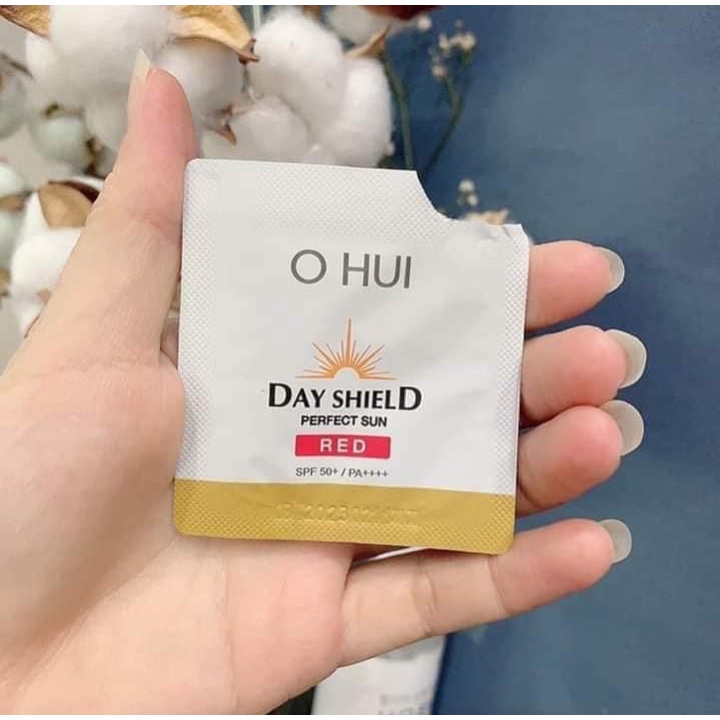 O HUI
DAY SHIELD
PERFECT SUN
RED
SPF 50+ / PA++++